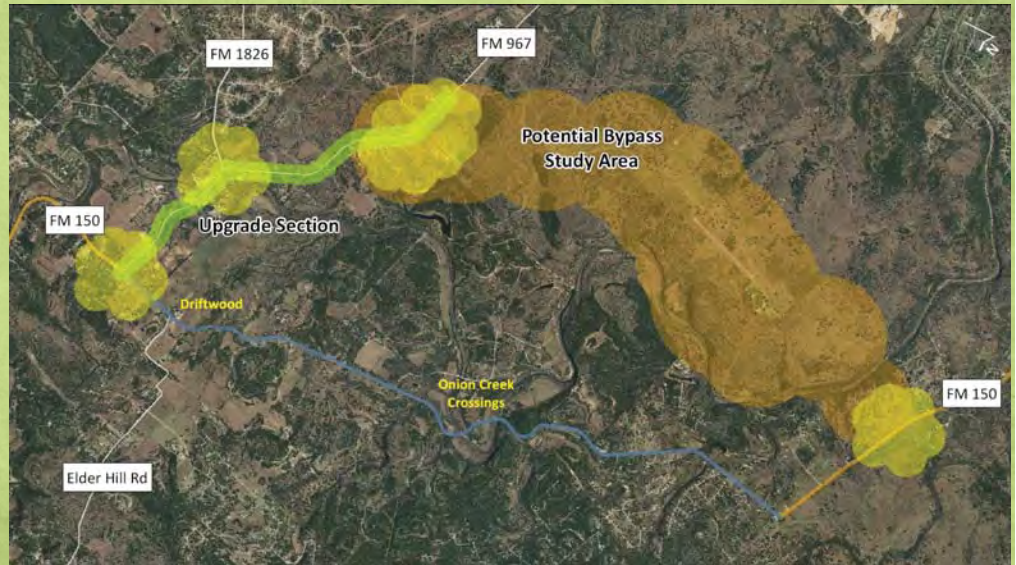 FM 967
FM 1826
N
Potential Bypass
Study Area
FM 150
Upgrade Section
Driftwood
Onion Creek
Crossings
FM 150
Elder Hill Rd